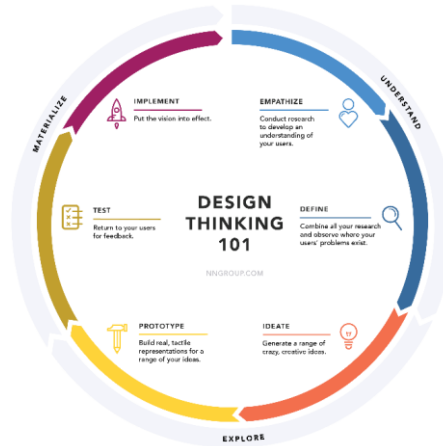 DESIGN
THINKING
101
NNGROUP.COM
UNDERSTAND
EMPATHIZE
Conduct research
to develop an
understanding of
your users.
DEFINE
Combine all your research
and observe where your
users' problems exist.
EXPLORE
IDEATE
Generate a range of
crazy, creative ideas.
PROTOTYPE
Build real, tactile
representations for a
range of your ideas.
MATERIALIZE
TEST
Return to your users
for feedback.
IMPLEMENT
Put the vision into effect.